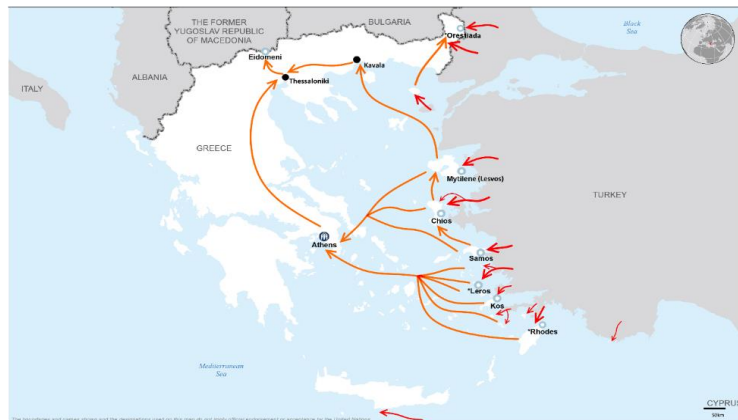 THE FORMER
YUGOSLAV REPUBLIC
OF MACEDONIA
BULGARIA
Black
Sea
*Orestiada
Eidomeni
Kavala
Thessaloniki
ALBANIA
ITALY
GREECE
Mytilene (Lesvos)
TURKEY
Chios
Athens
Samos
*Leros
Kos
*Rhodes
Mediterranean
Sea
CYPRUS
50km